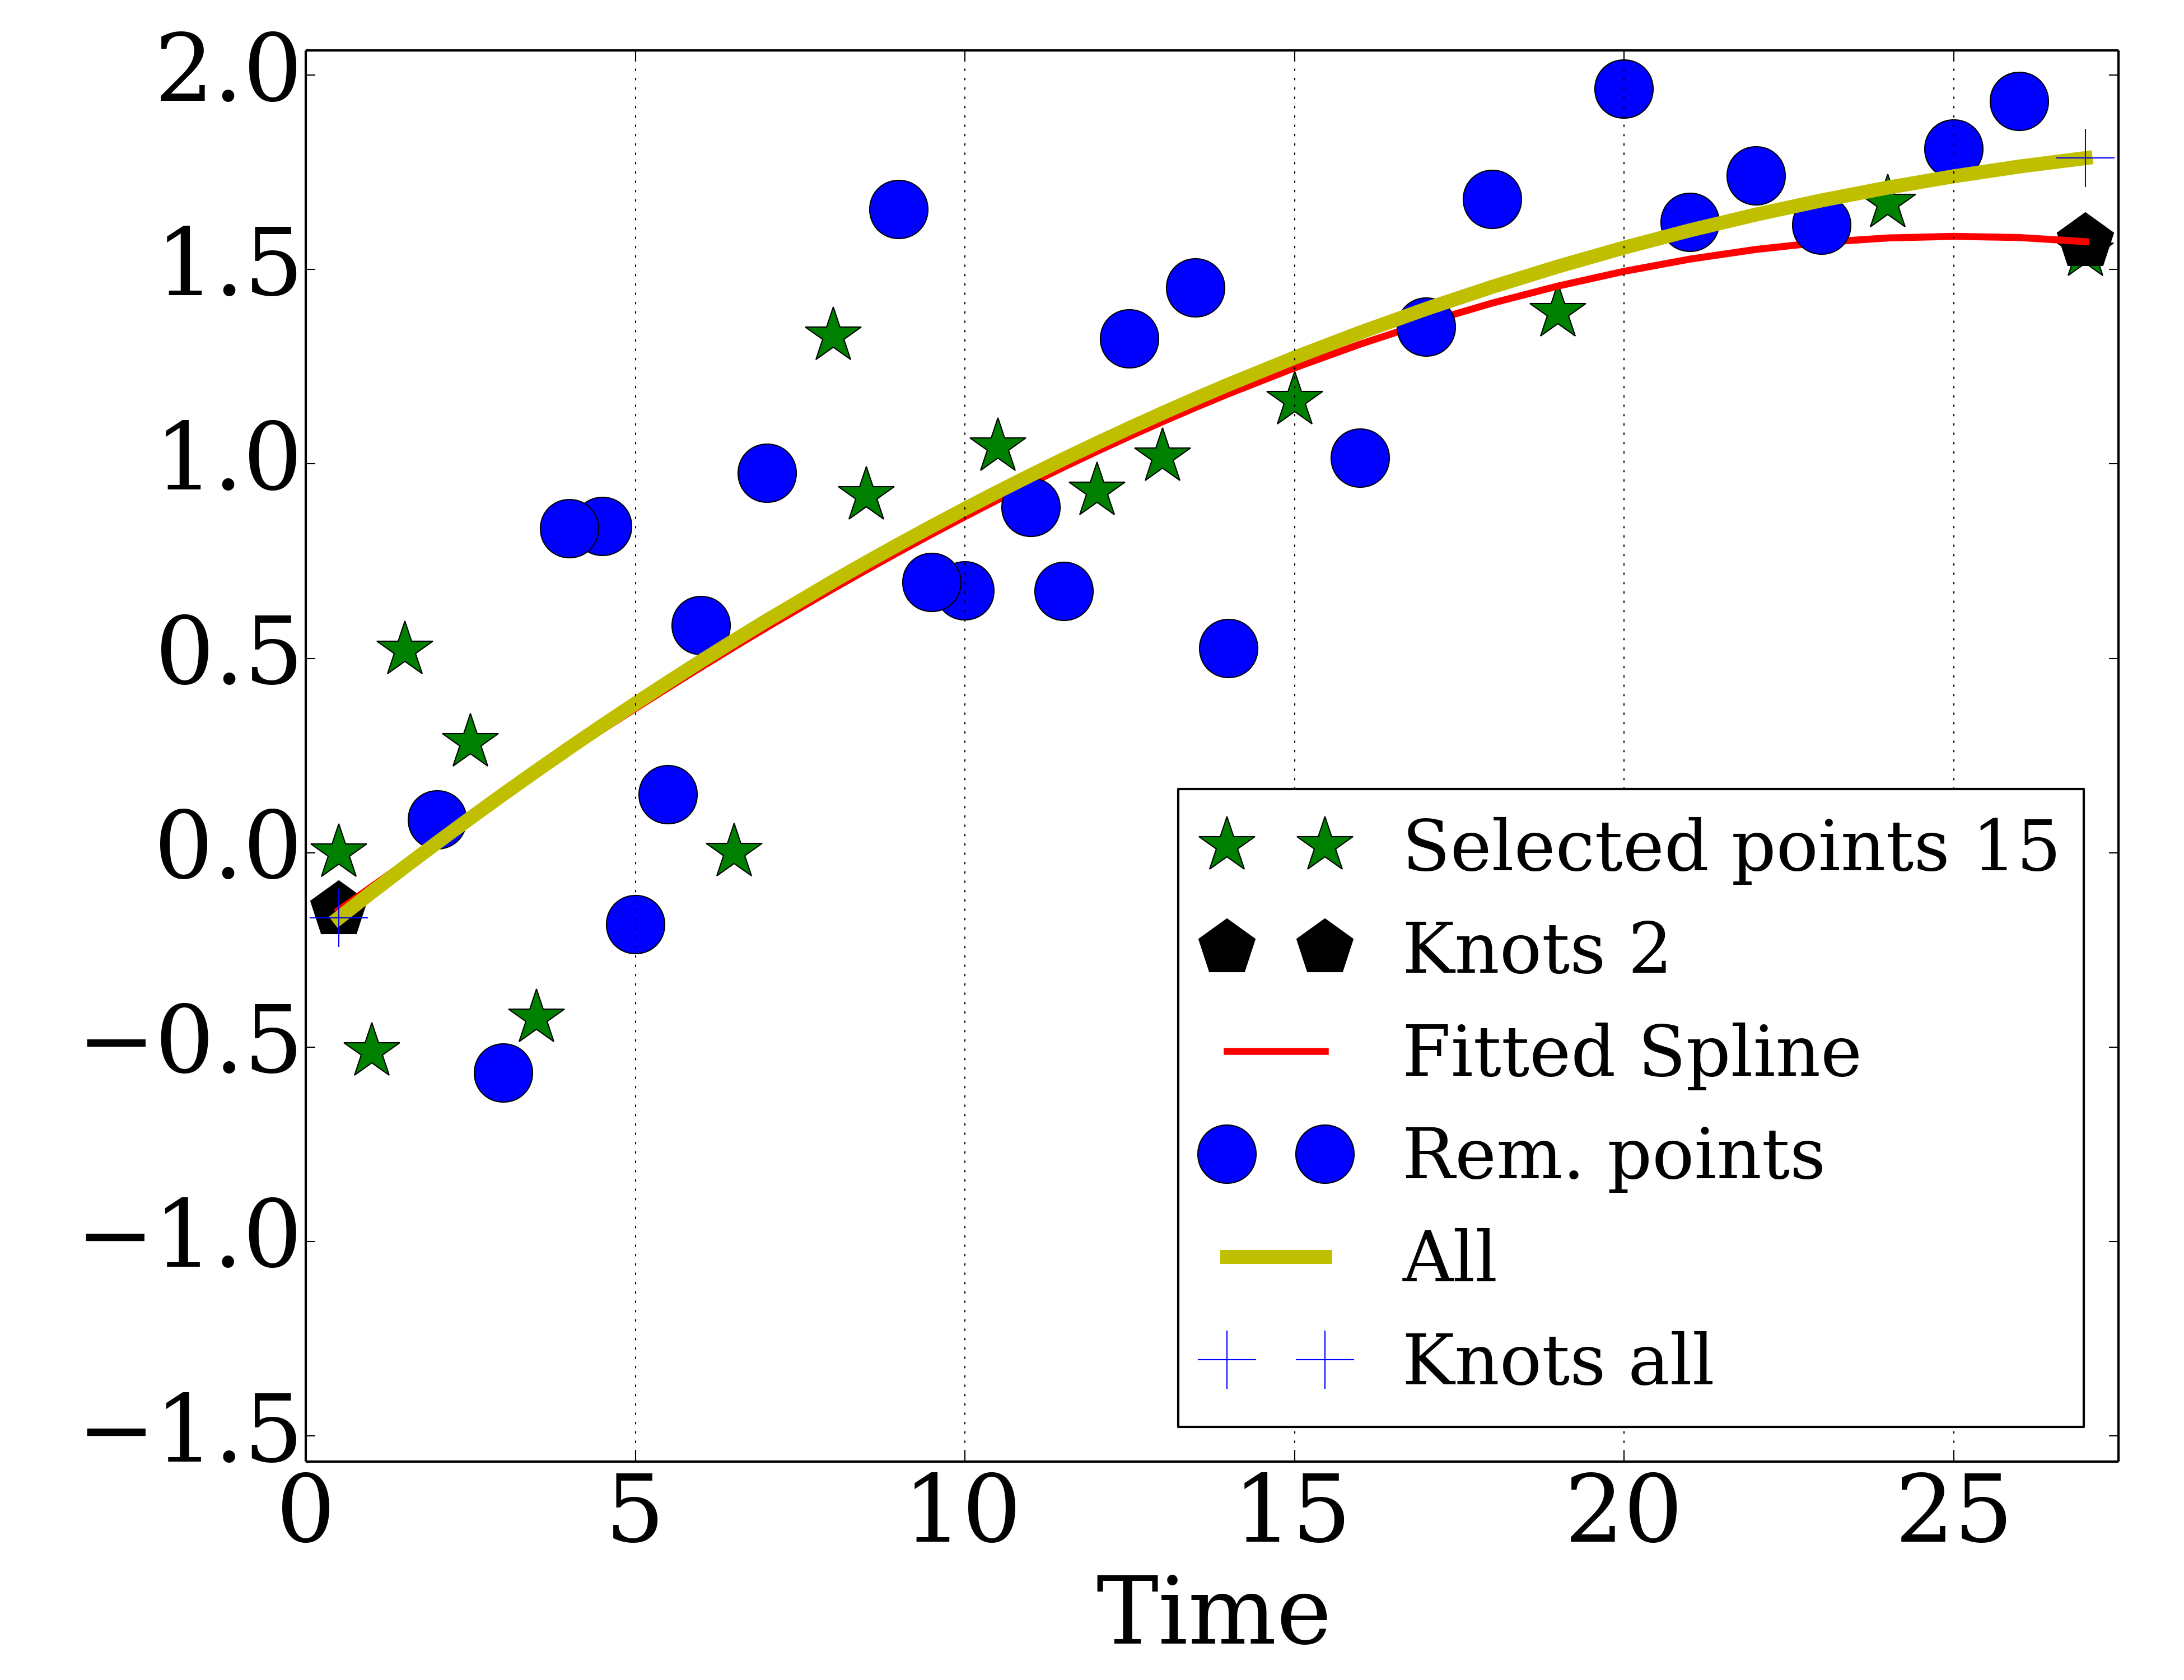 2.0
1.5
1.0
0.5
0.0
−0.5
−1.0
−1.5
0 5 10 15 20 25
Time
Selected points 15
Knots 2
Fitted Spline
Rem. points
All
Knots all